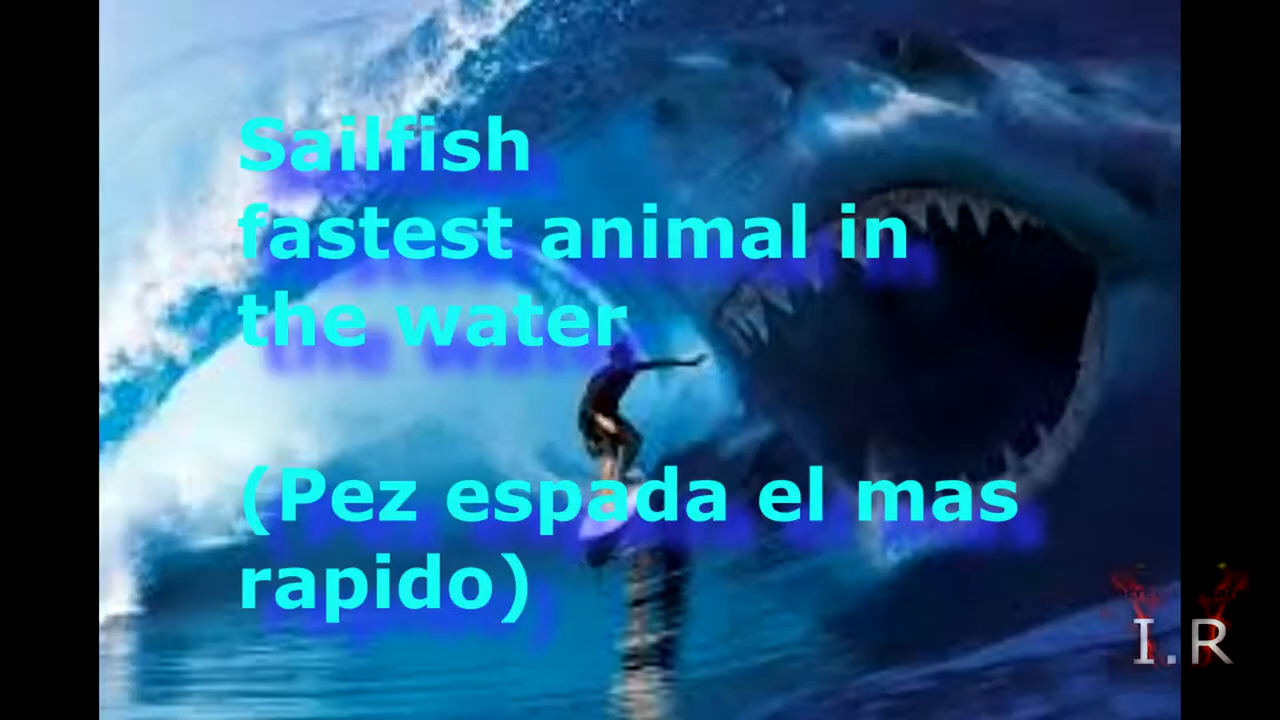 Sailfish
fastest animal in
the water
(Pez espada el mas
rapido)
I.R